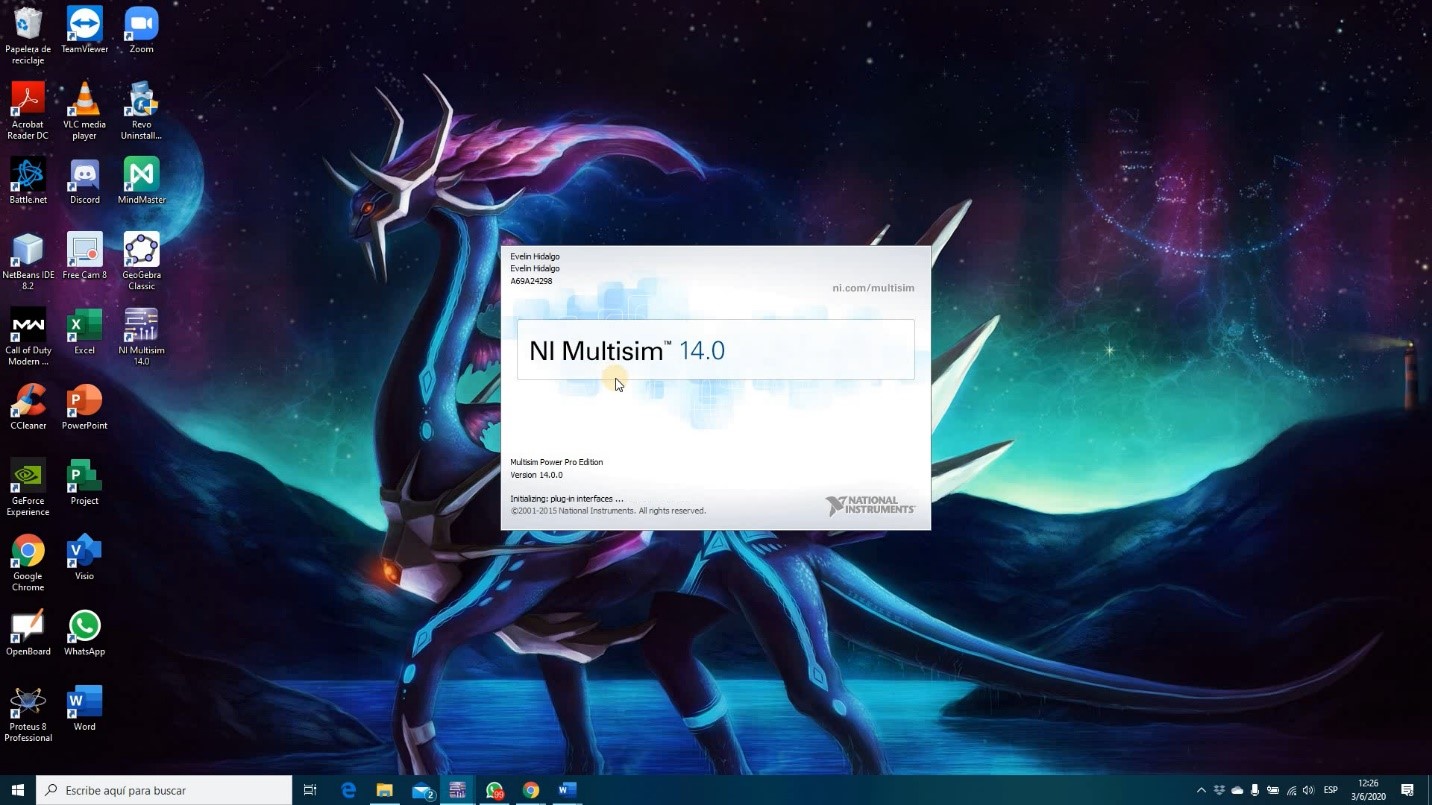 Papelera de
reciclaje
TeamViewer
Zoom
Acrobat
Reader DC
VLC media
player
Revo
Uninstall...
Battle.net
Discord
MindMaster
NetBeans IDE
8.2
Free Cam 8
GeoGebra
Classic
Call of Duty
Modern ...
Excel
NI Multisim
14.0
CCleaner
PowerPoint
GeForce
Experience
Project
Google
Chrome
Visio
OpenBoard
WhatsApp
Proteus 8
Professional
Word
Evelin Hidalgo
Evelin Hidalgo
A69A24298
ni.com/multisim
NI Multisim™ 14.0
Multisim Power Pro Edition
Version 14.0.0
Initializing: plug-in interfaces ...
©2001-2015 National Instruments. All rights reserved.
NATIONAL
INSTRUMENTS
Escribe aquí para buscar
2
99
ESP
12:26
3/6/2020